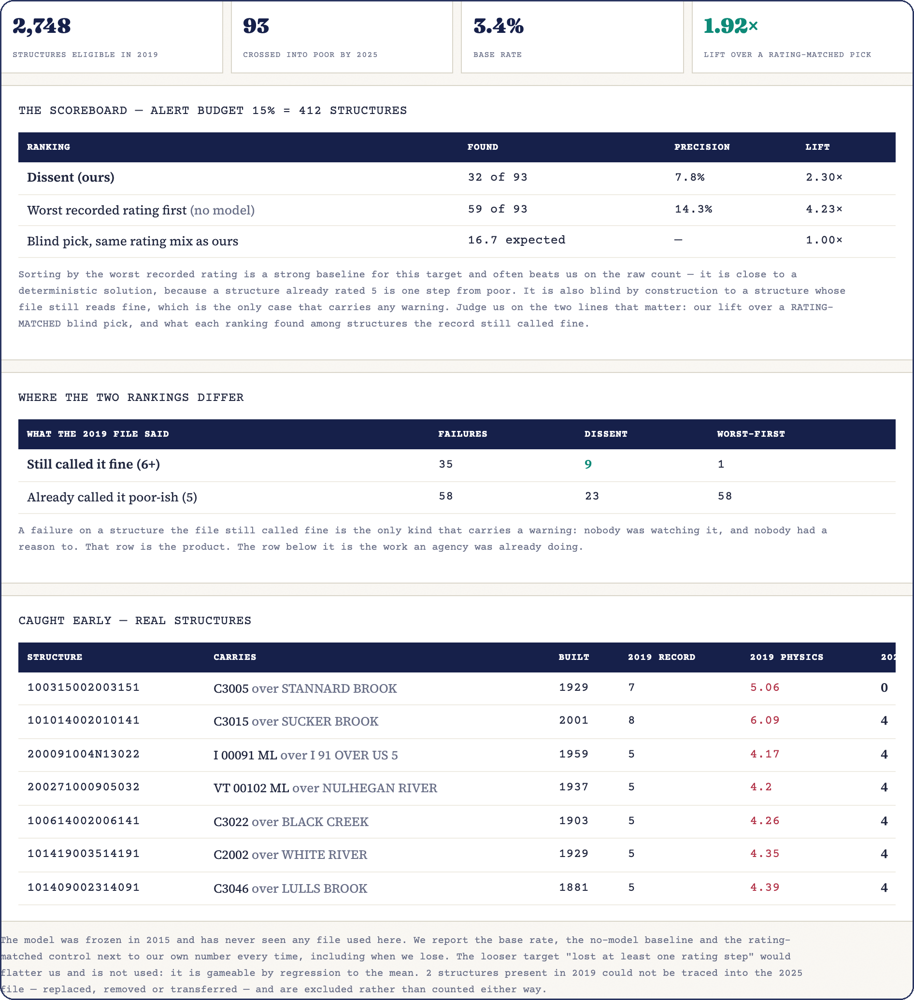 2,748
STRUCTURES ELIGIBLE IN 2019
93
CROSSED INTO POOR BY 2025
3.4%
BASE RATE
1.92×
LIFT OVER A RATING-MATCHED PICK
THE SCOREBOARD — ALERT BUDGET 15% = 412 STRUCTURES
RANKING FOUND PRECISION LIFT
Dissent (ours) 32 of 93 7.8% 2.30×
Worst recorded rating first (no model) 59 of 93 14.3% 4.23×
Blind pick, same rating mix as ours 16.7 expected — 1.00×
Sorting by the worst recorded rating is a strong baseline for this target and often beats us on the raw count — it is close to a
deterministic solution, because a structure already rated 5 is one step from poor. It is also blind by construction to a structure whose
file still reads fine, which is the only case that carries any warning. Judge us on the two lines that matter: our lift over a RATING-
MATCHED blind pick, and what each ranking found among structures the record still called fine.
WHERE THE TWO RANKINGS DIFFER
WHAT THE 2019 FILE SAID FAILURES DISSENT WORST-FIRST
Still called it fine (6+) 35 9 1
Already called it poor-ish (5) 58 23 58
A failure on a structure the file still called fine is the only kind that carries a warning: nobody was watching it, and nobody had a
reason to. That row is the product. The row below it is the work an agency was already doing.
CAUGHT EARLY — REAL STRUCTURES
STRUCTURE CARRIES BUILT 2019 RECORD 2019 PHYSICS
100315002003151 C3005 over STANNARD BROOK 1929 7 5.06 0
101014002010141 C3015 over SUCKER BROOK 2001 8 6.09 4
200091004N13022 I 00091 ML over I 91 OVER US 5 1959 5 4.17 4
200271000905032 VT 00102 ML over NULHEGAN RIVER 1937 5 4.2 4
100614002006141 C3022 over BLACK CREEK 1903 5 4.26 4
101419003514191 C2002 over WHITE RIVER 1929 5 4.35 4
101409002314091 C3046 over LULLS BROOK 1881 5 4.39 4
The model was frozen in 2015 and has never seen any file used here. We report the base rate, the no-model baseline and the rating-
matched control next to our own number every time, including when we lose. The looser target "lost at least one rating step" would
flatter us and is not used: it is gameable by regression to the mean. 2 structures present in 2019 could not be traced into the 2025
file — replaced, removed or transferred — and are excluded rather than counted either way.